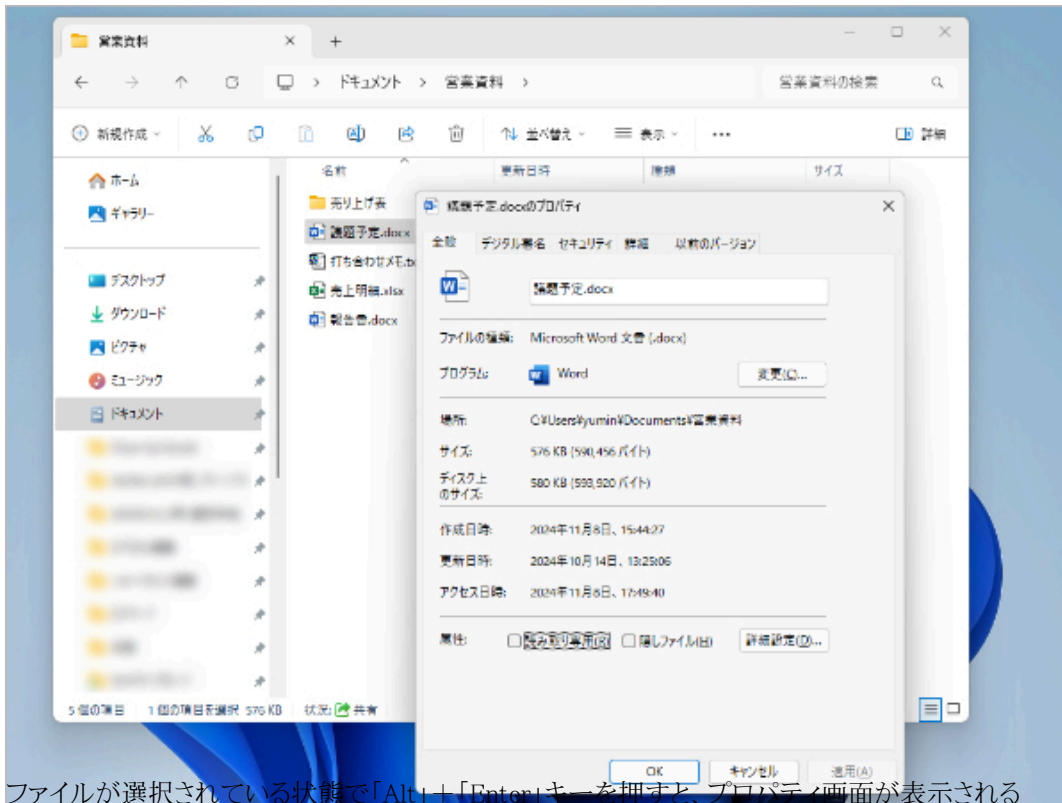 営業資料
ドキュメント > 営業資料 >
営業資料の検索
新規作成
並べ替え
表示
詳細
名前
更新日時
種類
サイズ
ホーム
ギャラリー
デスクトップ
ダウンロード
ピクチャ
ミュージック
ドキュメント
売り上げ表
議題予定.docx
打ち合わせメモ.tx
売上明細.xlsx
報告書.docx
議題予定.docxのプロパティ
全般 デジタル署名 セキュリティ 詳細 以前のバージョン
議題予定.docx
ファイルの種類: Microsoft Word 文書 (.docx)
プログラム: Word 変更(C)...
場所: C:¥Users¥yumin¥Documents¥営業資料
サイズ: 576 KB (590,456 バイト)
ディスク上のサイズ: 580 KB (593,920 バイト)
作成日時: 2024年11月8日、15:44:27
更新日時: 2024年10月14日、13:25:06
アクセス日時: 2024年11月8日、17:49:40
属性: 読み取り専用(R) 隠しファイル(H) 詳細設定(D)...
5 個の項目 1 個の項目を選択 576 KB 状況: 共有
OK キャンセル 適用(A)
ファイルが選択されている状態で「Alt」+「Enter」キーを押すと、プロパティ画面が表示される